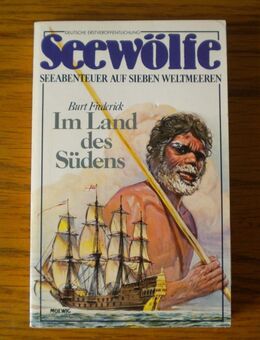 DEUTSCHE ERSTVERÖFFENTLICHUNG
Seewölfe
SEEABENTEUER AUF SIEBEN WELTMEEREN
Burt Frederick
Im Land
des
Südens
MOEWIG